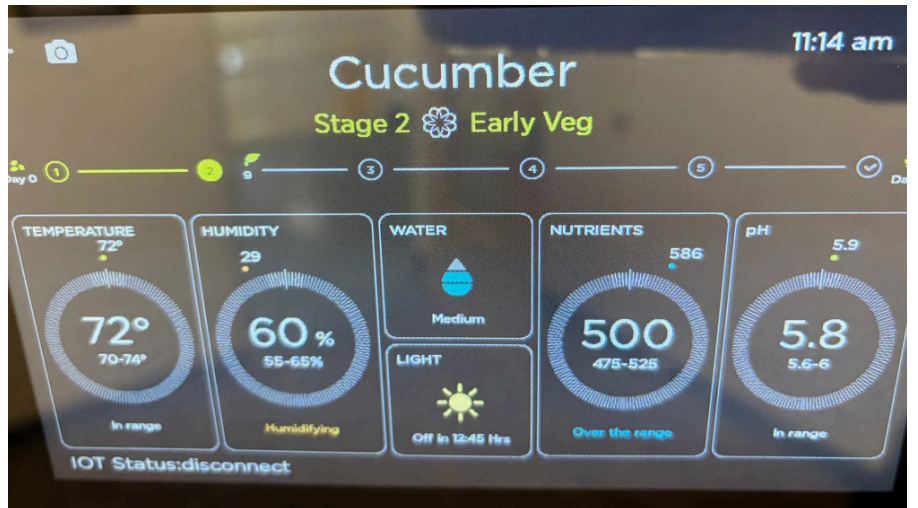 11:14 am
Cucumber
Stage 2 Early Veg
Day 0 1 2 9 3 4 5
TEMPERATURE
72°
72°
70-74°
In range
HUMIDITY
29
60 %
55-65%
Humidifying
WATER
Medium
LIGHT
Off in 12:45 Hrs
NUTRIENTS
586
500
475-525
Over the range
pH
5.9
5.8
5.6-6
In range
IOT Status:disconnect